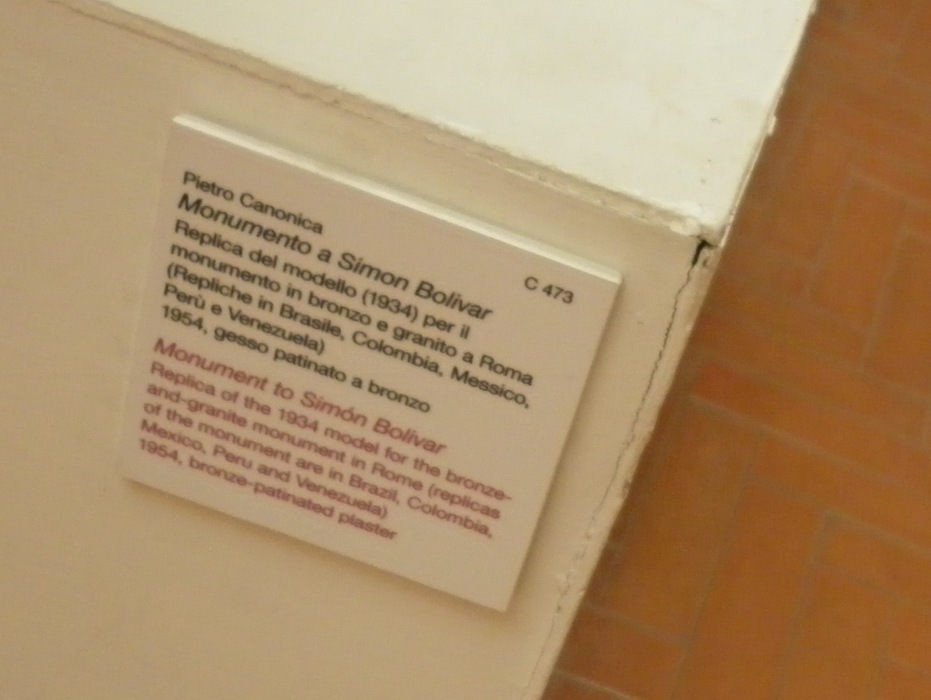 Pietro Canonica
Monumento a Simon Bolivar
C 473
Replica del modello (1934) per il
monumento in bronzo e granito a Roma
(Repliche in Brasile, Colombia, Messico,
Perù e Venezuela)
1954, gesso patinato a bronzo
Monument to Simón Bolívar
Replica of the 1934 model for the bronze-
and-granite monument in Rome (replicas
of the monument are in Brazil, Colombia,
Mexico, Peru and Venezuela)
1954, bronze-patinated plaster